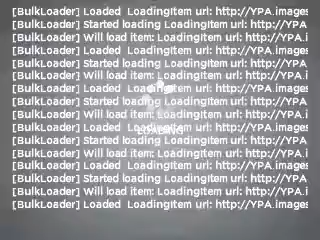 [BulkLoader] Loaded LoadingItem url: http://YPA.images
[BulkLoader] Started loading LoadingItem url: http://YPA
[BulkLoader] Will load item: LoadingItem url: http://YPA.i
[BulkLoader] Loaded LoadingItem url: http://YPA.images
[BulkLoader] Started loading LoadingItem url: http://YPA
[BulkLoader] Will load item: LoadingItem url: http://YPA.i
[BulkLoader] Loaded LoadingItem url: http://YPA.images
[BulkLoader] Started loading LoadingItem url: http://YPA
[BulkLoader] Will load item: LoadingItem url: http://YPA.i
[BulkLoader] Loaded LoadingItem url: http://YPA.images
LOADING
[BulkLoader] Started loading LoadingItem url: http://YPA
[BulkLoader] Will load item: LoadingItem url: http://YPA.i
[BulkLoader] Loaded LoadingItem url: http://YPA.images
[BulkLoader] Started loading LoadingItem url: http://YPA
[BulkLoader] Will load item: LoadingItem url: http://YPA.i
[BulkLoader] Loaded LoadingItem url: http://YPA.images